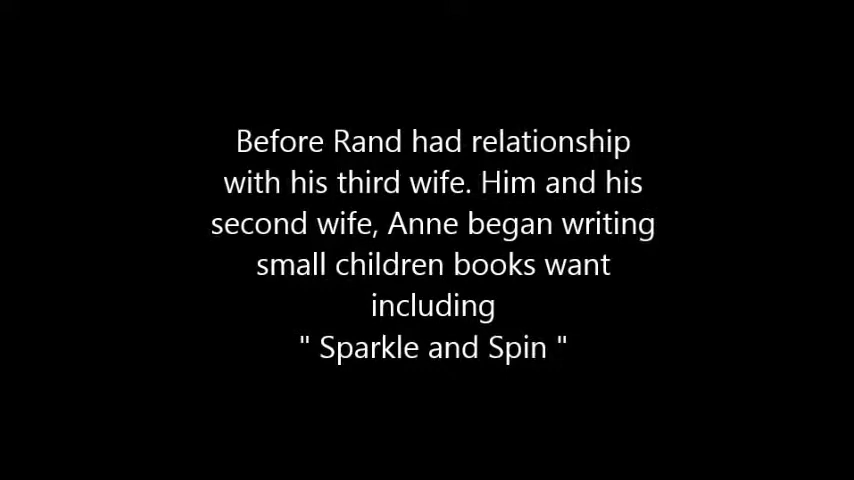 Before Rand had relationship
with his third wife. Him and his
second wife, Anne began writing
small children books want
including
" Sparkle and Spin "